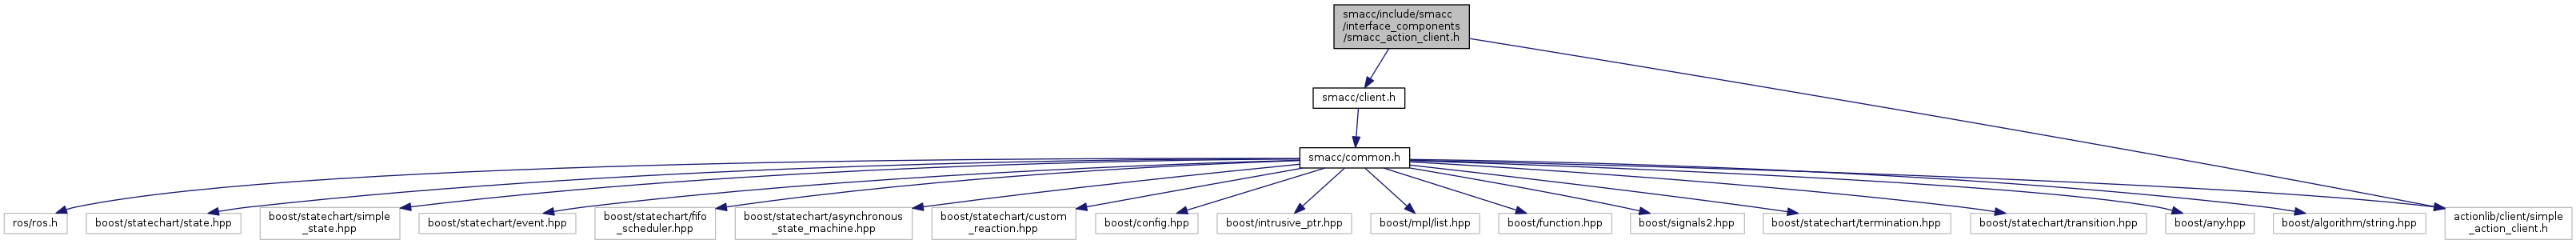 smacc/include/smacc
/interface_components
/smacc_action_client.h
smacc/client.h
smacc/common.h
ros/ros.h
boost/statechart/state.hpp
boost/statechart/simple
_state.hpp
boost/statechart/event.hpp
boost/statechart/fifo
_scheduler.hpp
boost/statechart/asynchronous
_state_machine.hpp
boost/statechart/custom
_reaction.hpp
boost/config.hpp
boost/intrusive_ptr.hpp
boost/mpl/list.hpp
boost/function.hpp
boost/signals2.hpp
boost/statechart/termination.hpp
boost/statechart/transition.hpp
boost/any.hpp
boost/algorithm/string.hpp
actionlib/client/simple
_action_client.h